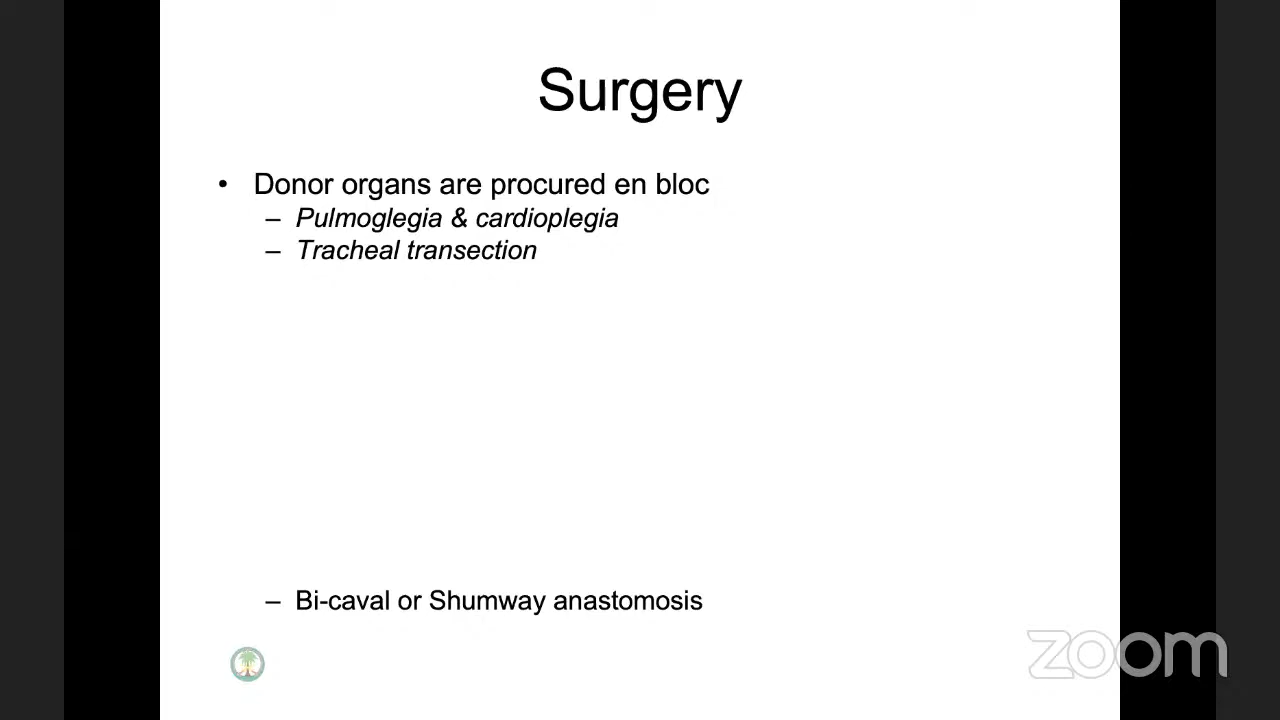 Surgery
• Donor organs are procured en bloc
– Pulmoglegia & cardioplegia
– Tracheal transection
– Bi-caval or Shumway anastomosis
zoom